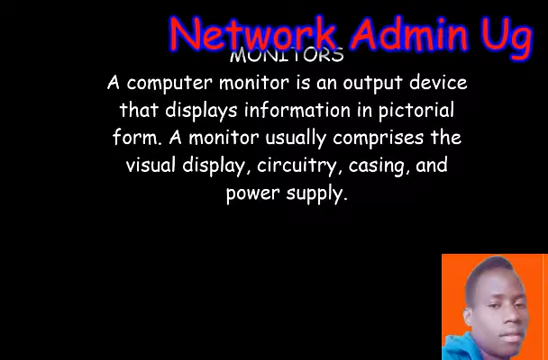 Network Admin Ug
MONITORS
A computer monitor is an output device
that displays information in pictorial
form. A monitor usually comprises the
visual display, circuitry, casing, and
power supply.